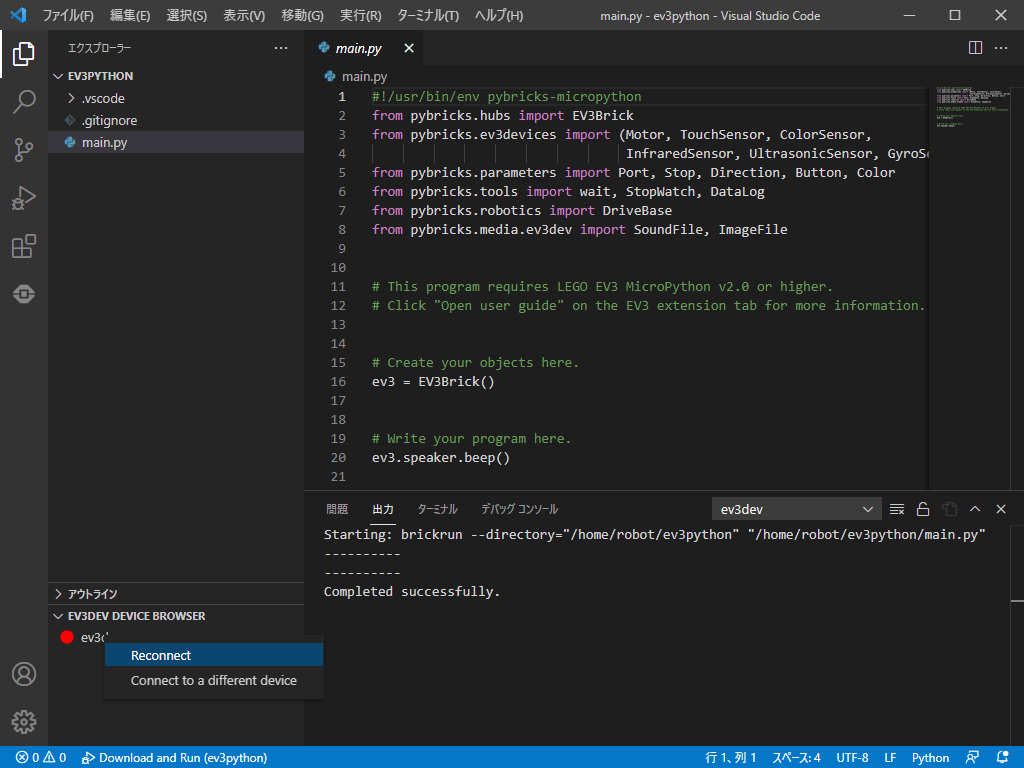 ファイル(F) 編集(E) 選択(S) 表示(V) 移動(G) 実行(R) ターミナル(T) ヘルプ(H) main.py - ev3python - Visual Studio Code
エクスプローラー
EV3PYTHON
.vscode
.gitignore
main.py
アウトライン
EV3DEV DEVICE BROWSER
Reconnect
Connect to a different device
main.py
main.py
1 #!/usr/bin/env pybricks-micropython
2 from pybricks.hubs import EV3Brick
3 from pybricks.ev3devices import (Motor, TouchSensor, ColorSensor,
4 InfraredSensor, UltrasonicSensor, GyroSe
5 from pybricks.parameters import Port, Stop, Direction, Button, Color
6 from pybricks.tools import wait, StopWatch, DataLog
7 from pybricks.robotics import DriveBase
8 from pybricks.media.ev3dev import SoundFile, ImageFile
9
10
11 # This program requires LEGO EV3 MicroPython v2.0 or higher.
12 # Click "Open user guide" on the EV3 extension tab for more information.
13
14
15 # Create your objects here.
16 ev3 = EV3Brick()
17
18
19 # Write your program here.
20 ev3.speaker.beep()
21
問題 出力 ターミナル デバッグ コンソール ev3dev
Starting: brickrun --directory="/home/robot/ev3python" "/home/robot/ev3python/main.py"
----------
----------
Completed successfully.
0 0 Download and Run (ev3python) 行 1、列 1 スペース: 4 UTF-8 LF Python